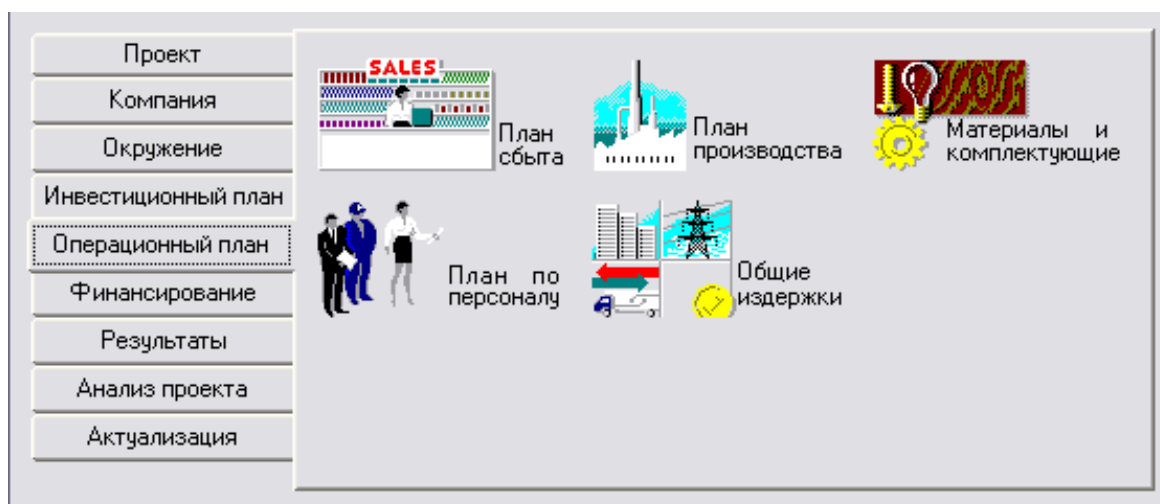 Проект
Компания
Окружение
Инвестиционный план
Операционный план
Финансирование
Результаты
Анализ проекта
Актуализация
SALES
План
сбыта
План
производства
Материалы и
комплектующие
План по
персоналу
Общие
издержки